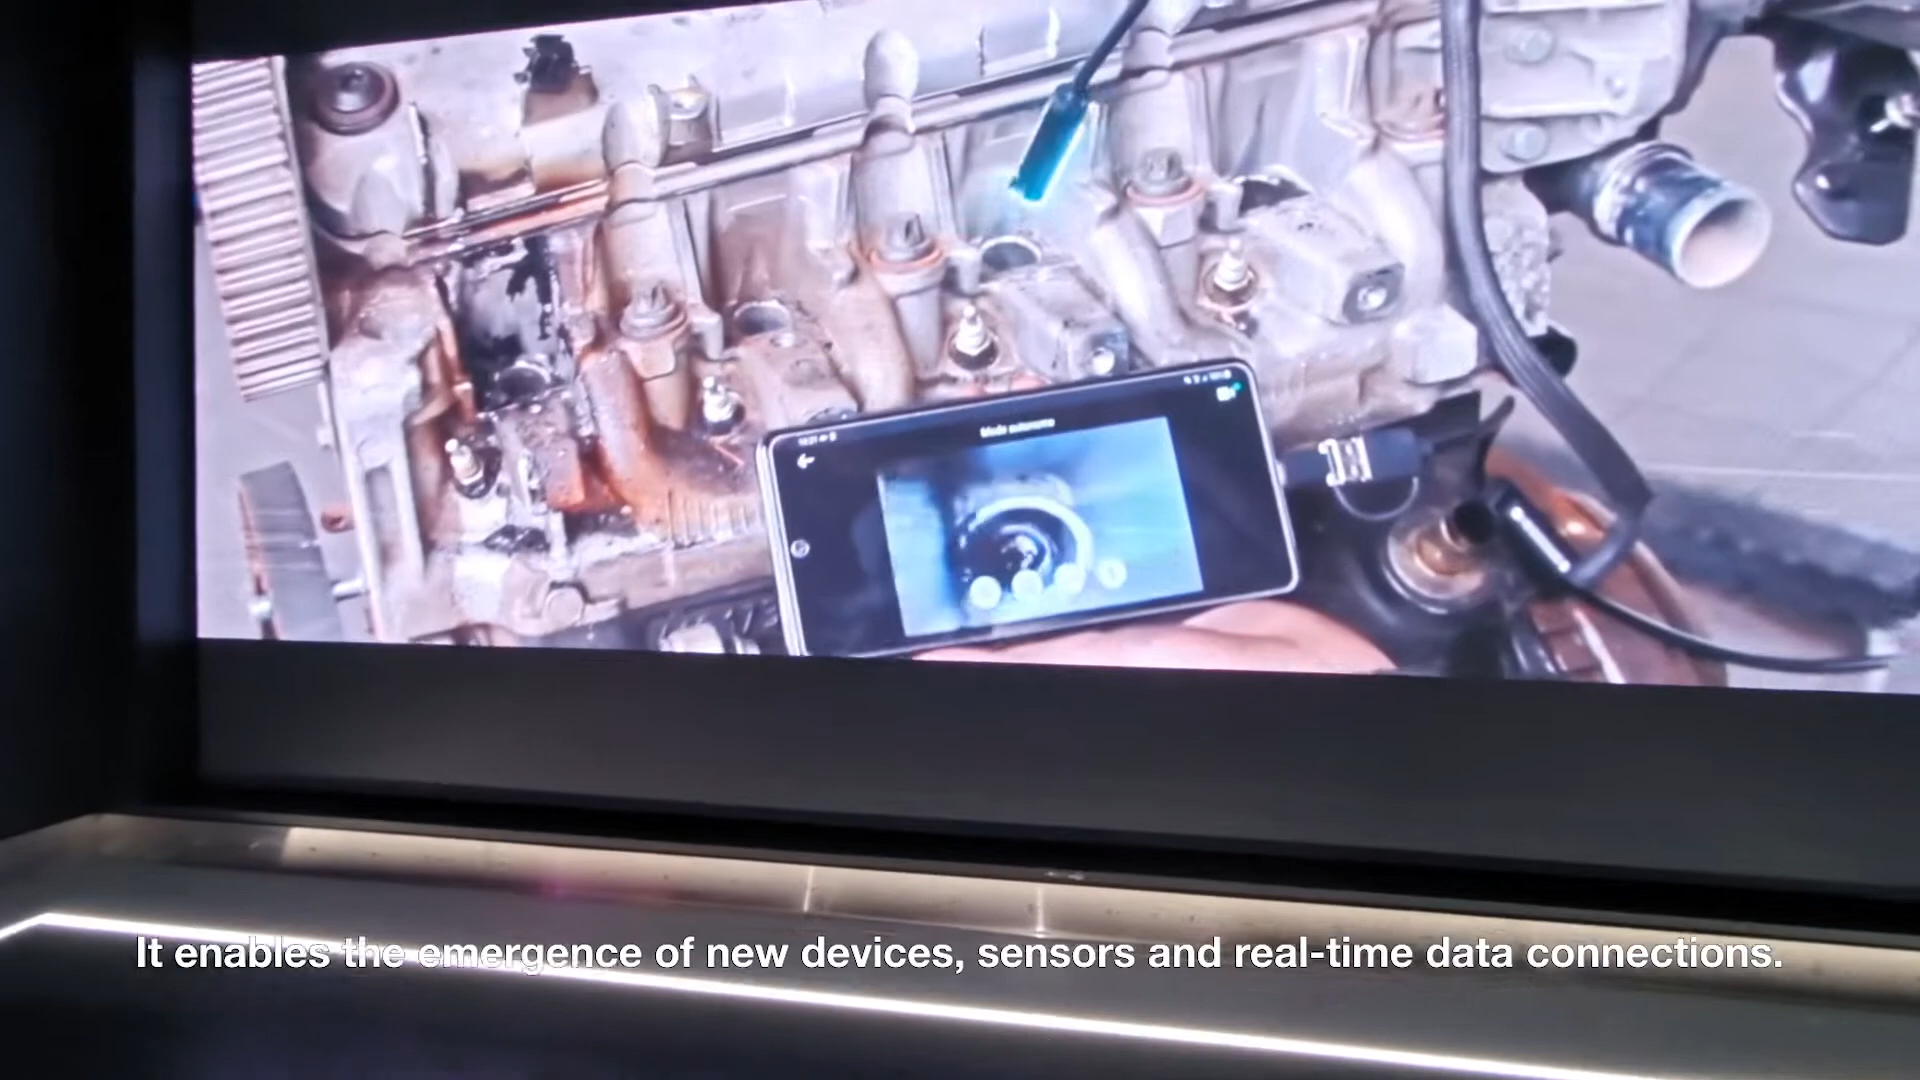 It enables the emergence of new devices, sensors and real-time data connections.